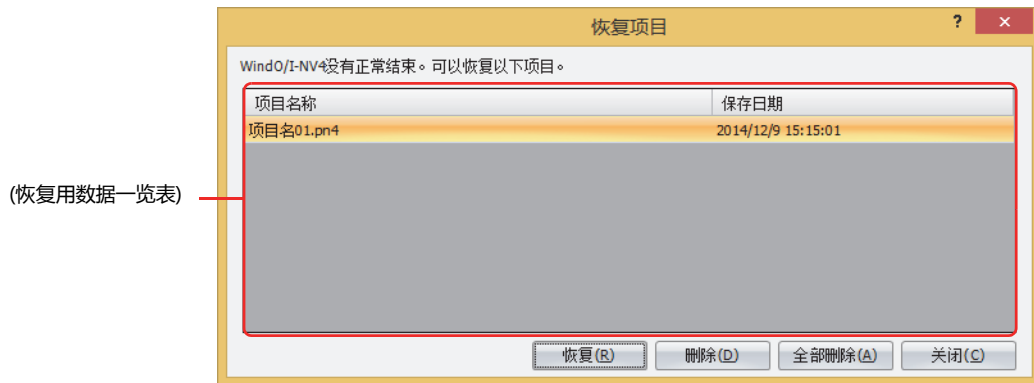 恢复项目
?
×
WindO/I-NV4没有正常结束。可以恢复以下项目。
项目名称 保存日期
项目名01.pn4 2014/12/9 15:15:01
(恢复用数据一览表)
恢复(R) 删除(D) 全部删除(A) 关闭(C)